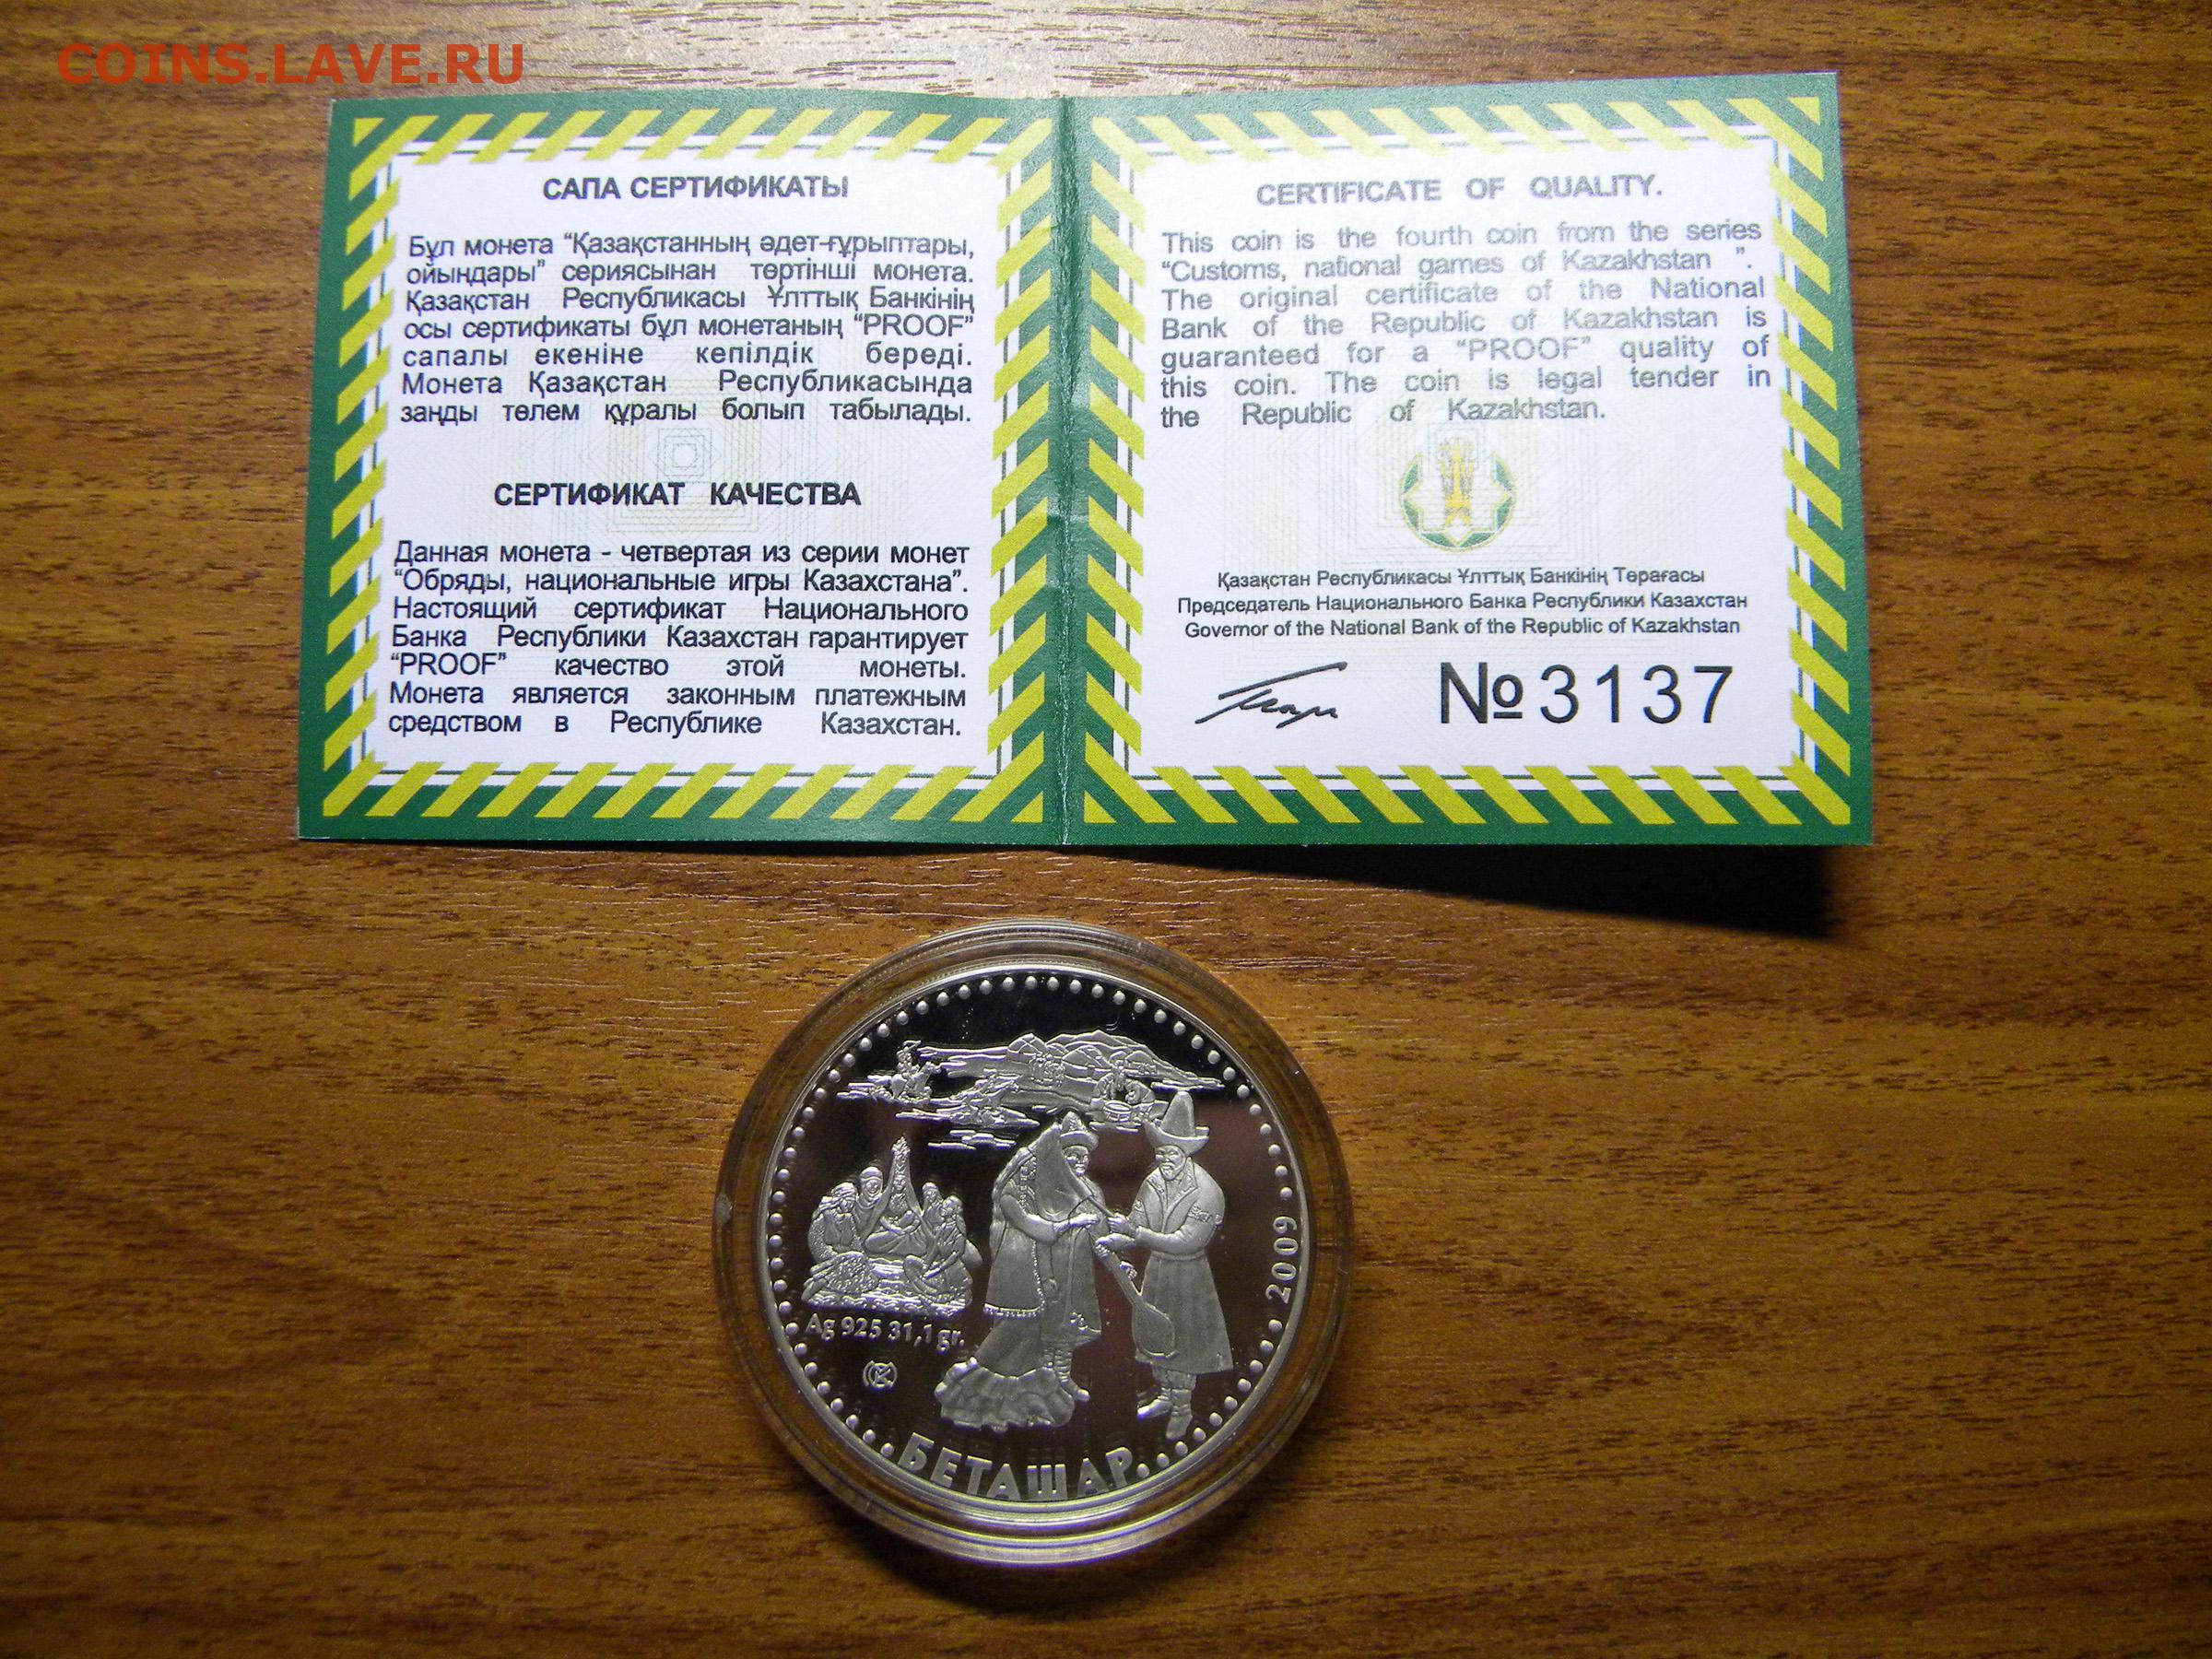 COINS.LAVE.RU
САПА СЕРТИФИКАТЫ
Бұл монета “Қазақстанның әдет-ғұрыптары,
ойындары” сериясынан төртінші монета.
Қазақстан Республикасы Ұлттық Банкінің
осы сертификаты бұл монетаның “PROOF”
сапалы екеніне кепілдік береді.
Монета Қазақстан Республикасында
заңды төлем құралы болып табылады.
СЕРТИФИКАТ КАЧЕСТВА
Данная монета - четвертая из серии монет
“Обряды, национальные игры Казахстана”.
Настоящий сертификат Национального
Банка Республики Казахстан гарантирует
“PROOF” качество этой монеты.
Монета является законным платежным
средством в Республике Казахстан.
CERTIFICATE OF QUALITY.
This coin is the fourth coin from the series
“Customs, national games of Kazakhstan ”.
The original certificate of the National
Bank of the Republic of Kazakhstan is
guaranteed for a “PROOF” quality of
this coin. The coin is legal tender in
the Republic of Kazakhstan.
Қазақстан Республикасы Ұлттық Банкінің Төрағасы
Председатель Национального Банка Республики Казахстан
Governor of the National Bank of the Republic of Kazakhstan
№3137
2009
Ag 925 31,1 gr.
БЕТАШАР